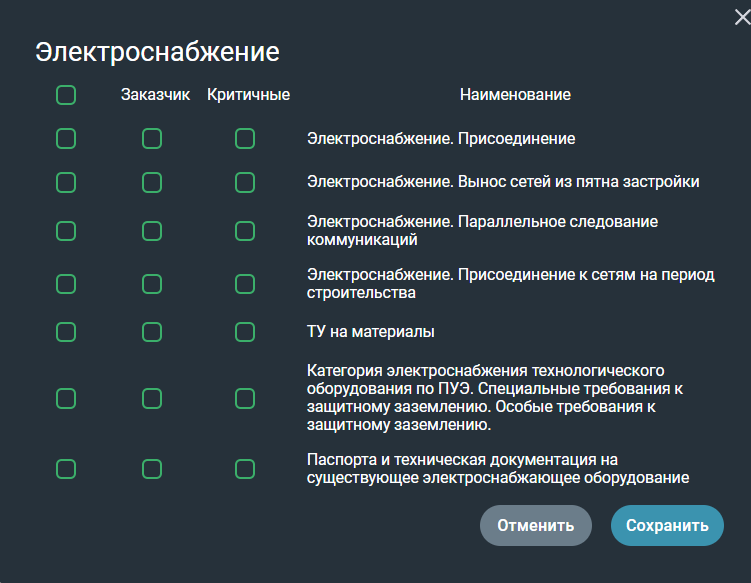 Электроснабжение
Заказчик Критичные Наименование
Электроснабжение. Присоединение
Электроснабжение. Вынос сетей из пятна застройки
Электроснабжение. Параллельное следование
коммуникаций
Электроснабжение. Присоединение к сетям на период
строительства
ТУ на материалы
Категория электроснабжения технологического
оборудования по ПУЭ. Специальные требования к
защитному заземлению. Особые требования к
защитному заземлению.
Паспорта и техническая документация на
существующее электроснабжающее оборудование
Отменить Сохранить